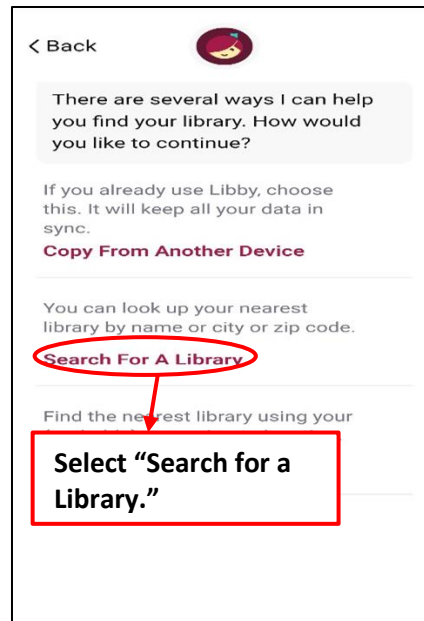 < Back
There are several ways I can help
you find your library. How would
you like to continue?
If you already use Libby, choose
this. It will keep all your data in
sync.
Copy From Another Device
You can look up your nearest
library by name or city or zip code.
Search For A Library
Find the nearest library using your
Select “Search for a
Library.”